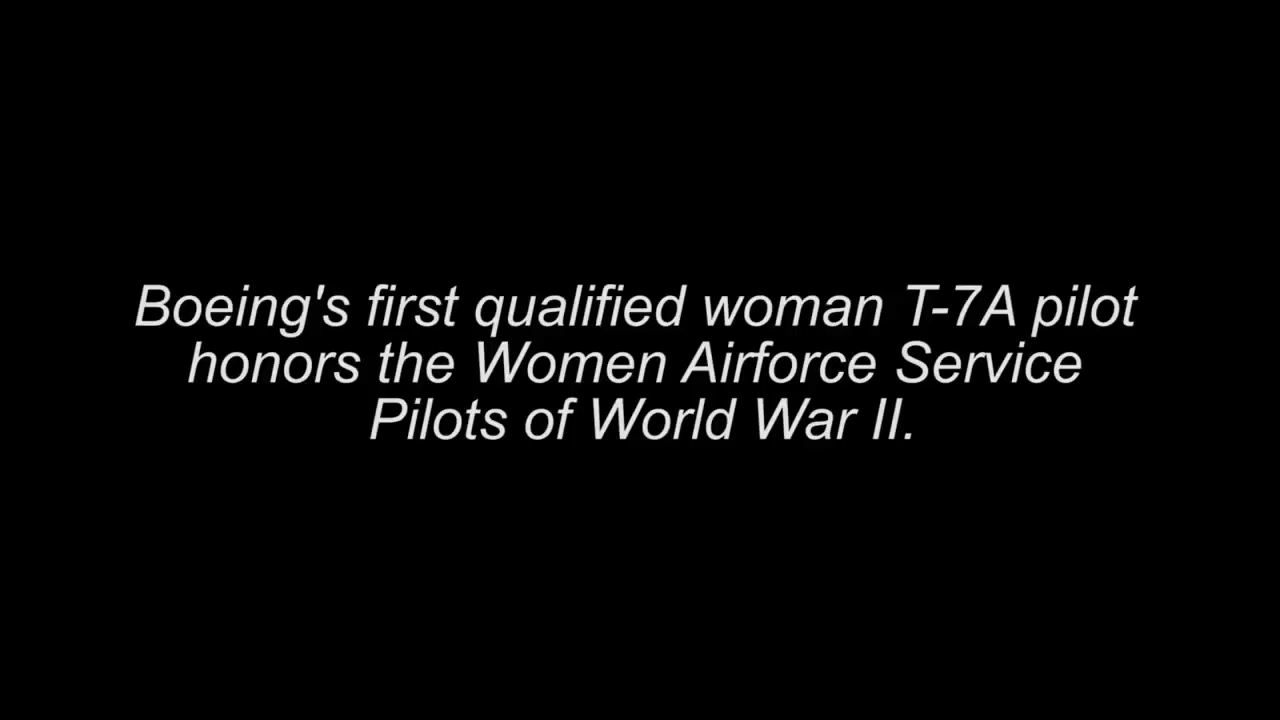 Boeing's first qualified woman T-7A pilot
honors the Women Airforce Service
Pilots of World War II.